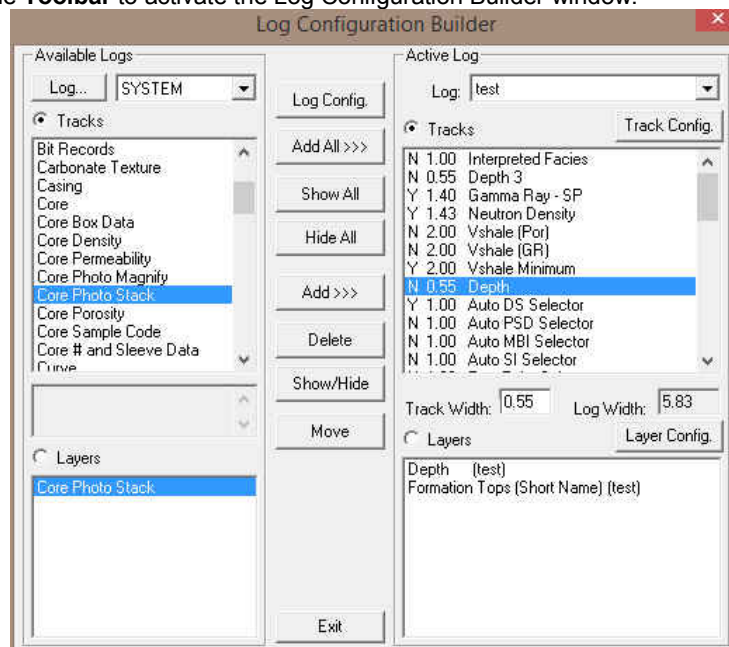 e Toolbar to activate the Log Configuration Builder window.
Log Configuration Builder
Available Logs
Log... SYSTEM
Tracks
Bit Records
Carbonate Texture
Casing
Core
Core Box Data
Core Density
Core Permeability
Core Photo Magnify
Core Photo Stack
Core Porosity
Core Sample Code
Core # and Sleeve Data
Curve
Layers
Core Photo Stack
Log Config.
Add All >>>
Show All
Hide All
Add >>>
Delete
Show/Hide
Move
Exit
Active Log
Log: test
Tracks Track Config.
N 1.00 Interpreted Facies
N 0.55 Depth 3
Y 1.40 Gamma Ray - SP
Y 1.43 Neutron Density
N 2.00 Vshale (Por)
N 2.00 Vshale (GR)
Y 2.00 Vshale Minimum
N 0.55 Depth
Y 1.00 Auto DS Selector
N 1.00 Auto PSD Selector
N 1.00 Auto MBI Selector
N 1.00 Auto SI Selector
Track Width: 0.55 Log Width: 5.83
Layers Layer Config.
Depth (test)
Formation Tops (Short Name) (test)